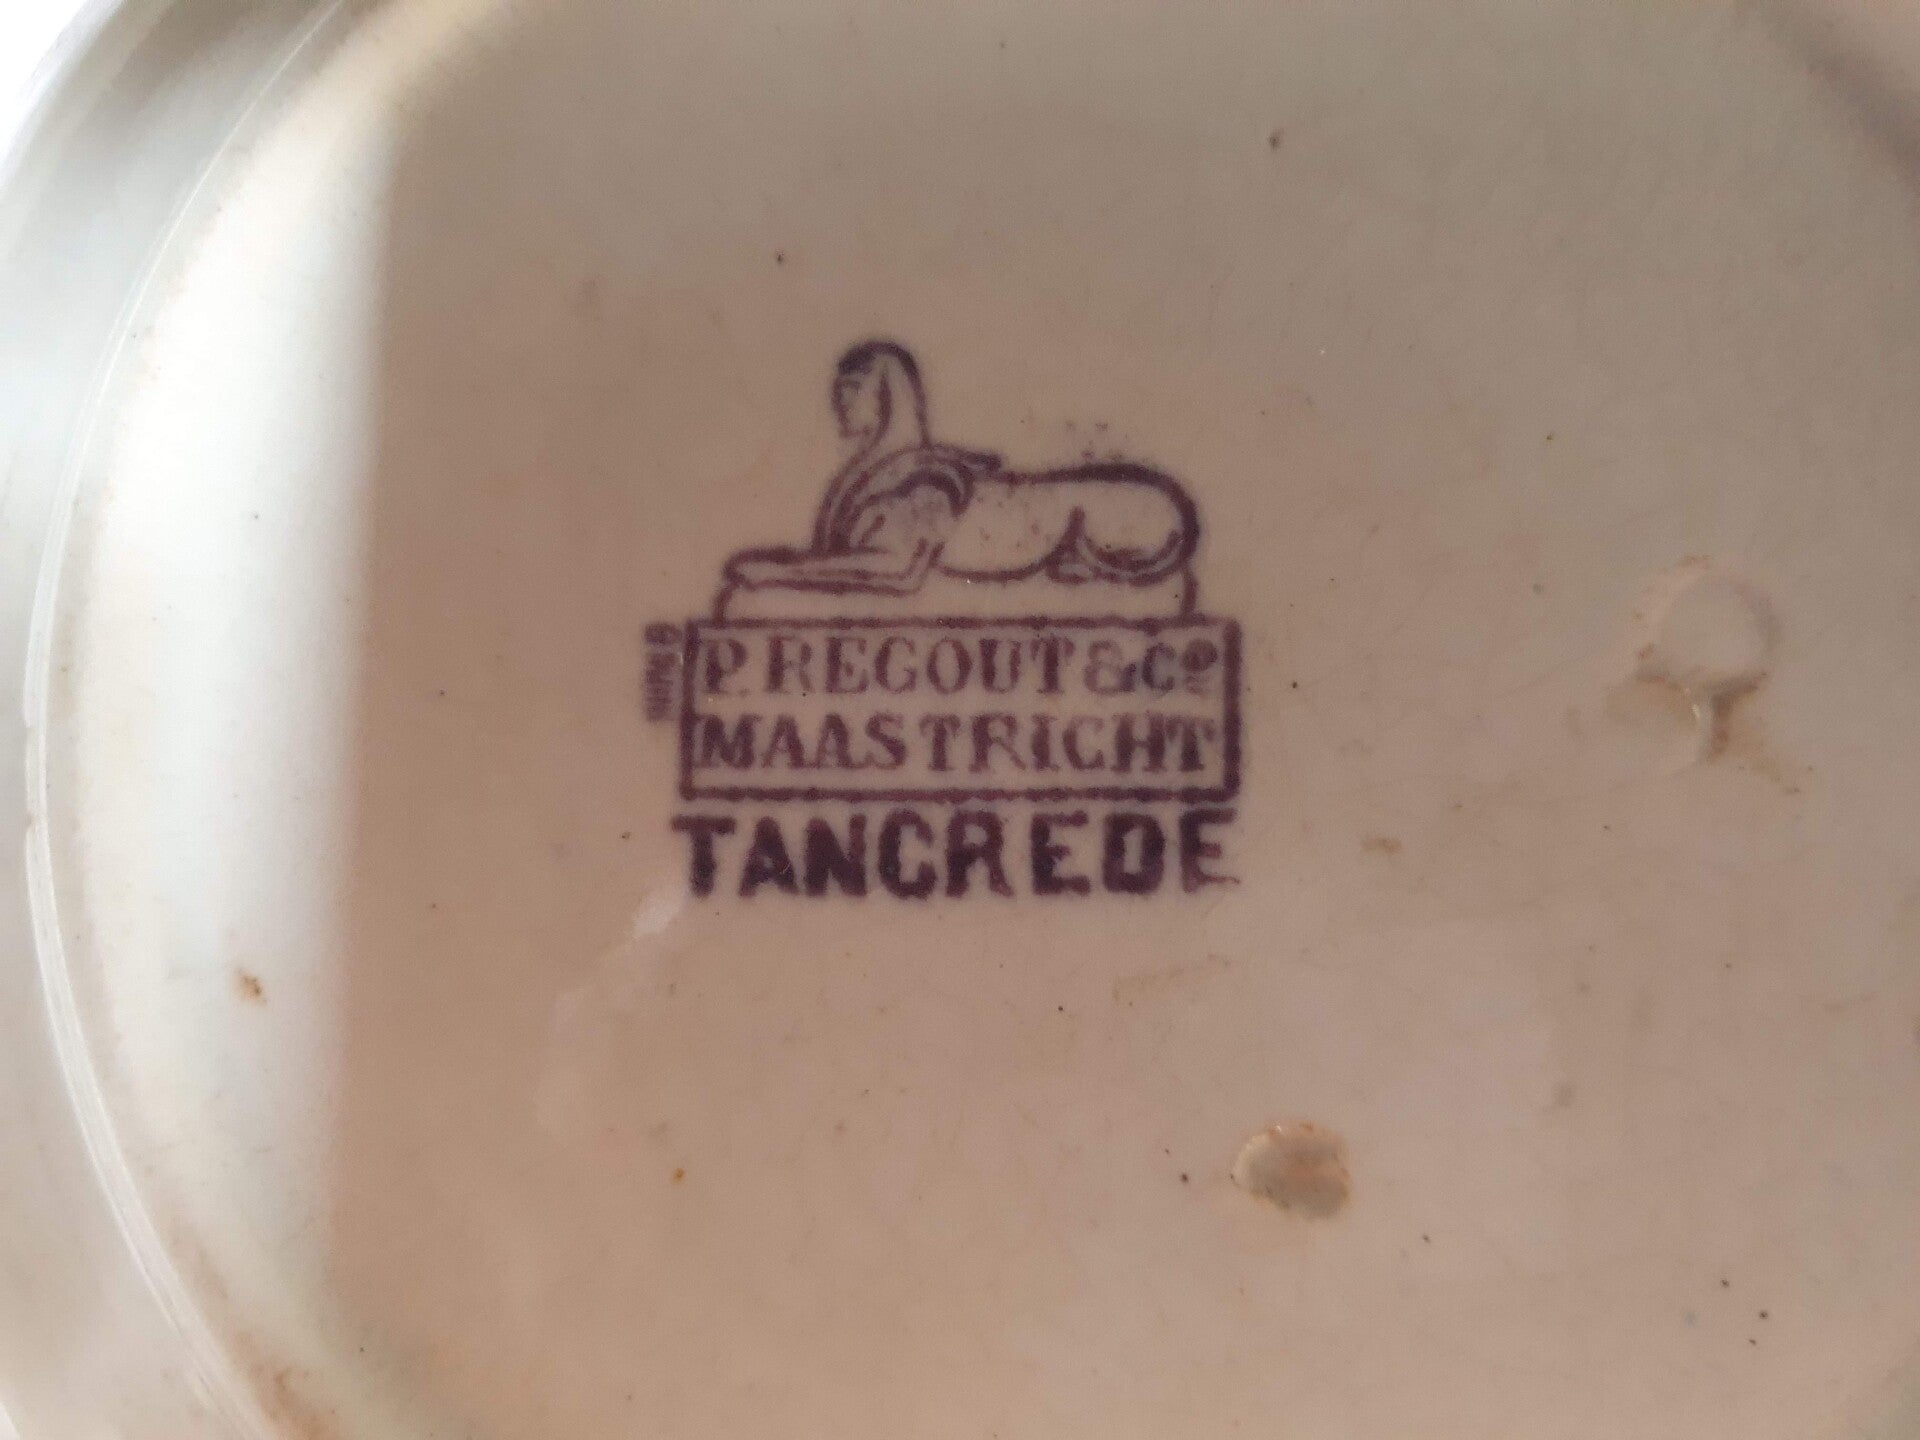 P. REGOUT & Co
MAASTRICHT
TANCREDE